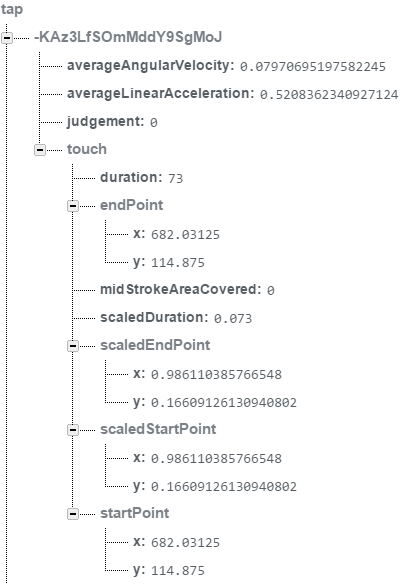 tap
-KAz3LfSOmMddY9SgMoJ
averageAngularVelocity: 0.07970695197582245
averageLinearAcceleration: 0.5208362340927124
judgement: 0
touch
duration: 73
endPoint
x: 682.03125
y: 114.875
midStrokeAreaCovered: 0
scaledDuration: 0.073
scaledEndPoint
x: 0.986110385766548
y: 0.16609126130940802
scaledStartPoint
x: 0.986110385766548
y: 0.16609126130940802
startPoint
x: 682.03125
y: 114.875